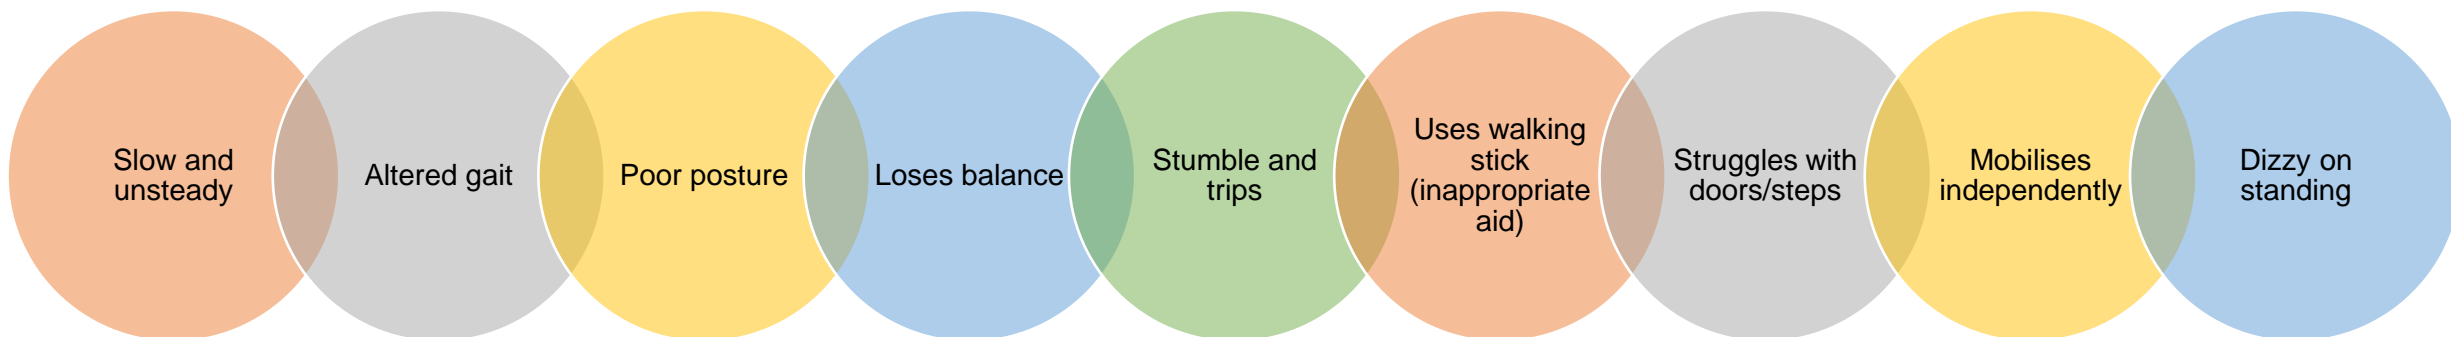 Slow and
unsteady
Altered gait
Poor posture
Loses balance
Stumble and
trips
Uses walking
stick
(inappropriate
aid)
Struggles with
doors/steps
Mobilises
independently
Dizzy on
standing